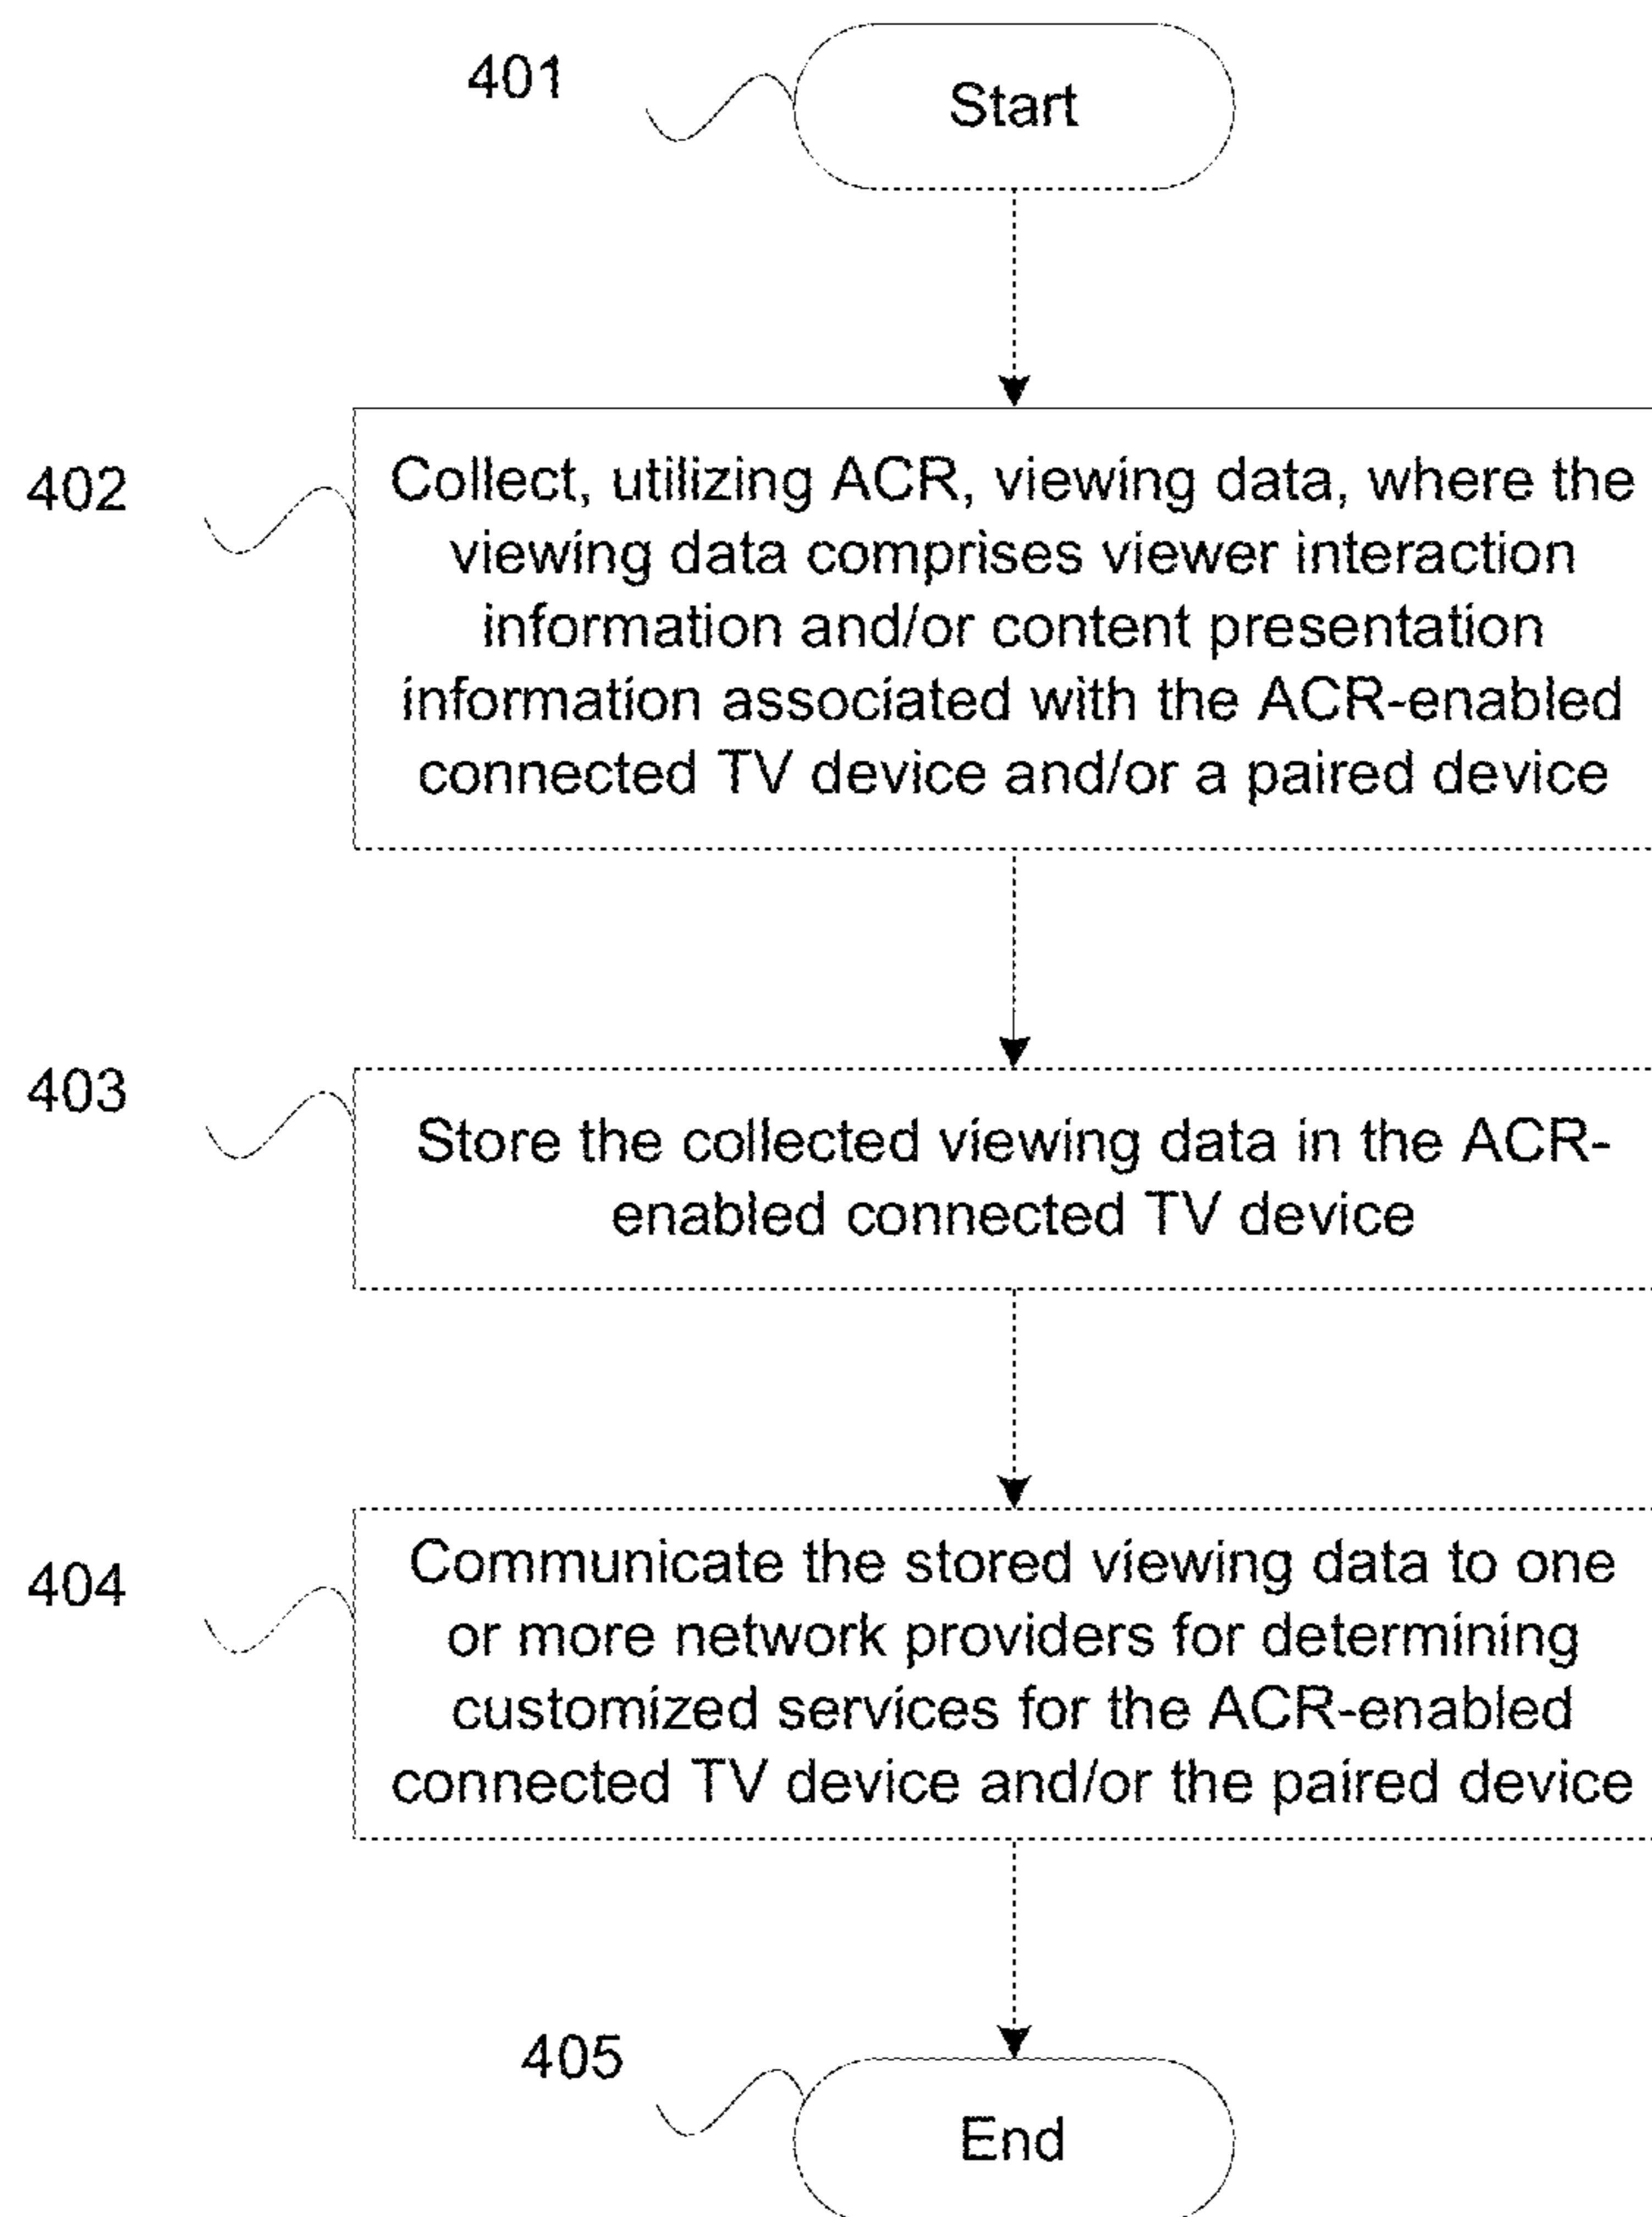 401
Start
402
Collect, utilizing ACR, viewing data, where the
viewing data comprises viewer interaction
information and/or content presentation
information associated with the ACR-enabled
connected TV device and/or a paired device
403
Store the collected viewing data in the ACR-
enabled connected TV device
404
Communicate the stored viewing data to one
or more network providers for determining
customized services for the ACR-enabled
connected TV device and/or the paired device
405
End